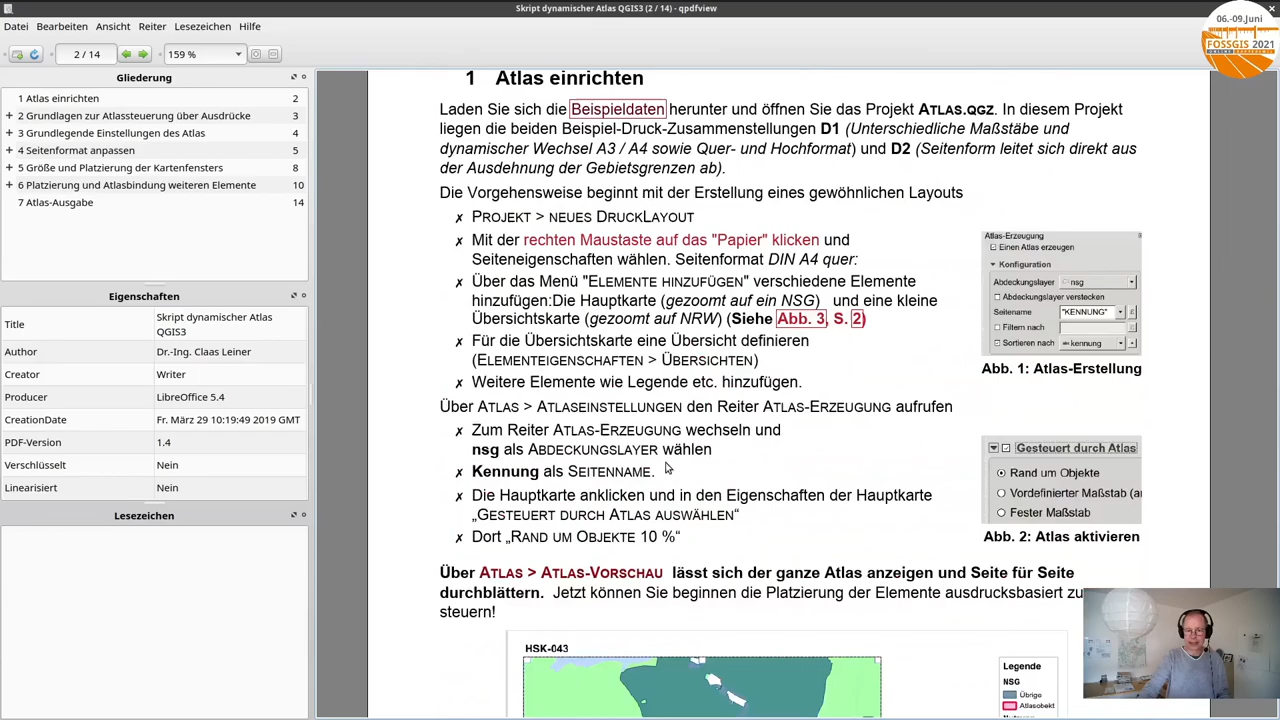 Skript dynamischer Atlas QGIS3 (2 / 14) - qpdfview
Datei Bearbeiten Ansicht Reiter Lesezeichen Hilfe
2 / 14
159 %
06.-09.Juni
FOSSGIS 2021
Gliederung
1 Atlas einrichten 2
2 Grundlagen zur Atlassteuerung über Ausdrücke 3
3 Grundlegende Einstellungen des Atlas 4
4 Seitenformat anpassen 5
5 Größe und Platzierung der Kartenfensters 8
6 Platzierung und Atlasbindung weiteren Elemente 10
7 Atlas-Ausgabe 14
Eigenschaften
Title Skript dynamischer Atlas
QGIS3
Author Dr.-Ing. Claas Leiner
Creator Writer
Producer LibreOffice 5.4
CreationDate Fr. März 29 10:19:49 2019 GMT
PDF-Version 1.4
Verschlüsselt Nein
Linearisiert Nein
Lesezeichen
1 Atlas einrichten
Laden Sie sich die Beispieldaten herunter und öffnen Sie das Projekt ATLAS.QGZ. In diesem Projekt
liegen die beiden Beispiel-Druck-Zusammenstellungen D1 (Unterschiedliche Maßstäbe und
dynamischer Wechsel A3 / A4 sowie Quer- und Hochformat) und D2 (Seitenform leitet sich direkt aus
der Ausdehnung der Gebietsgrenzen ab).
Die Vorgehensweise beginnt mit der Erstellung eines gewöhnlichen Layouts
✗ PROJEKT > NEUES DRUCKLAYOUT
✗ Mit der rechten Maustaste auf das "Papier" klicken und
Seiteneigenschaften wählen. Seitenformat DIN A4 quer:
✗ Über das Menü "ELEMENTE HINZUFÜGEN" verschiedene Elemente
hinzufügen:Die Hauptkarte (gezoomt auf ein NSG) und eine kleine
Übersichtskarte (gezoomt auf NRW) (Siehe Abb. 3, S. 2)
✗ Für die Übersichtskarte eine Übersicht definieren
(ELEMENTEIGENSCHAFTEN > ÜBERSICHTEN)
✗ Weitere Elemente wie Legende etc. hinzufügen.
Über ATLAS > ATLASEINSTELLUNGEN den Reiter ATLAS-ERZEUGUNG aufrufen
✗ Zum Reiter ATLAS-ERZEUGUNG wechseln und
nsg als ABDECKUNGSLAYER wählen
✗ Kennung als SEITENNAME.
✗ Die Hauptkarte anklicken und in den Eigenschaften der Hauptkarte
„GESTEUERT DURCH ATLAS AUSWÄHLEN“
✗ Dort „RAND UM OBJEKTE 10 %“
Über ATLAS > ATLAS-VORSCHAU lässt sich der ganze Atlas anzeigen und Seite für Seite
durchblättern. Jetzt können Sie beginnen die Platzierung der Elemente ausdrucksbasiert zu
steuern!
Atlas-Erzeugung
Einen Atlas erzeugen
Konfiguration
Abdeckungslayer nsg
Abdeckungslayer verstecken
Seitenname "KENNUNG"
Filtern nach
Sortieren nach abc kennung
Abb. 1: Atlas-Erstellung
Gesteuert durch Atlas
Rand um Objekte
Vordefinierter Maßstab (an
Fester Maßstab
Abb. 2: Atlas aktivieren
HSK-043
Legende
NSG
Übrige
Atlasobekt